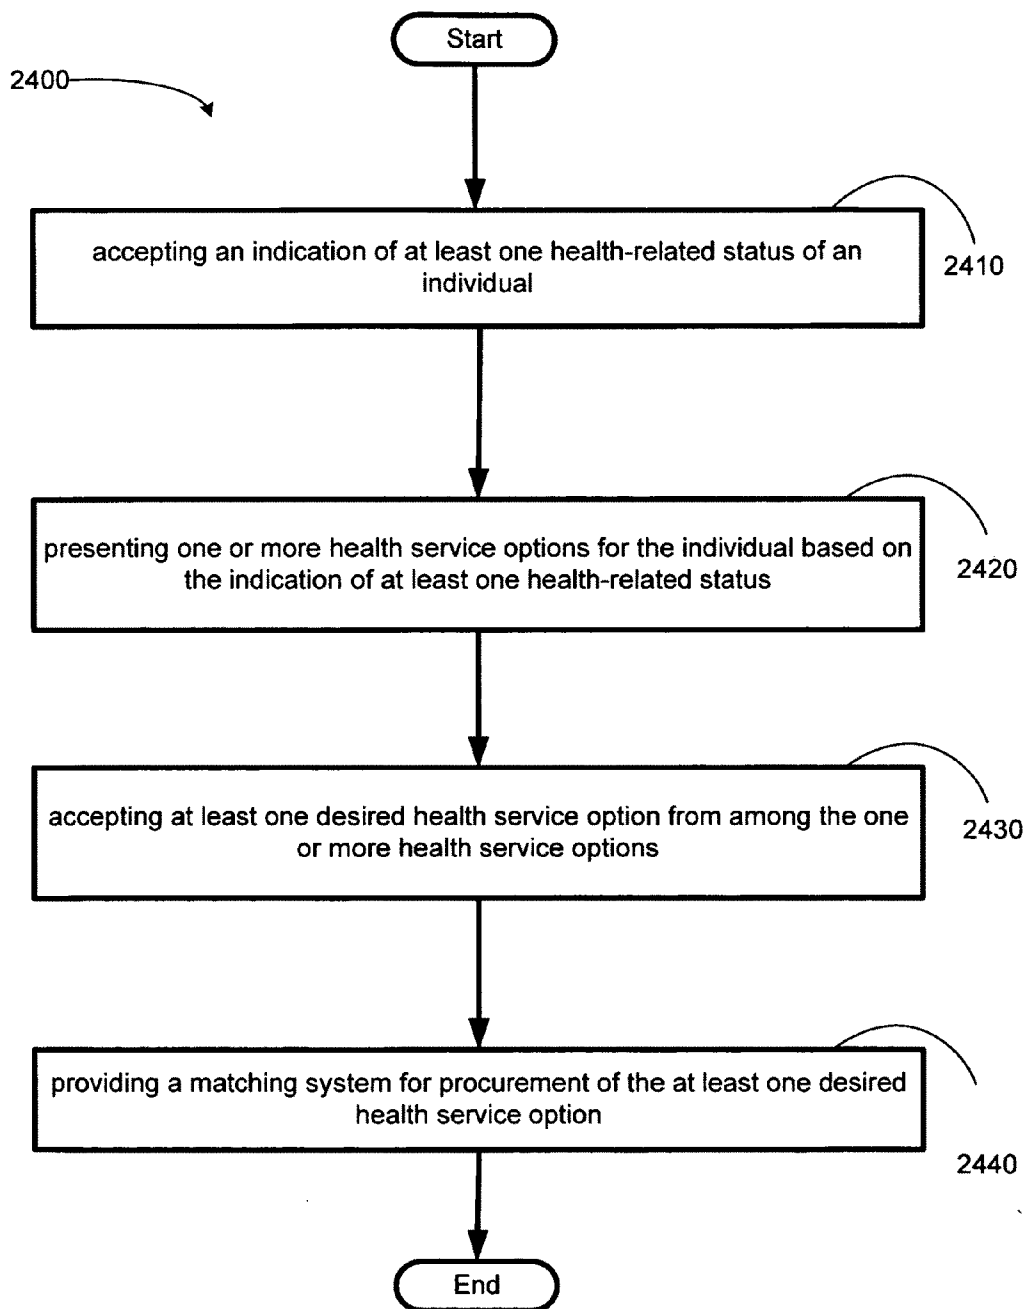 Start
2400
accepting an indication of at least one health-related status of an
individual
2410
presenting one or more health service options for the individual based on
the indication of at least one health-related status
2420
accepting at least one desired health service option from among the one
or more health service options
2430
providing a matching system for procurement of the at least one desired
health service option
2440
End